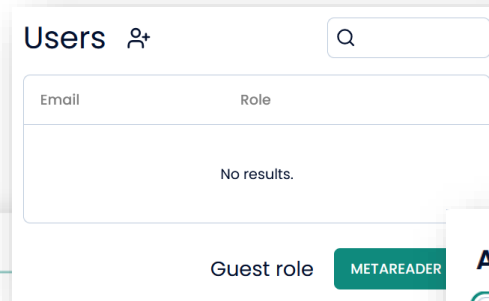 Users
Email Role
No results.
Guest role METAREADER
A